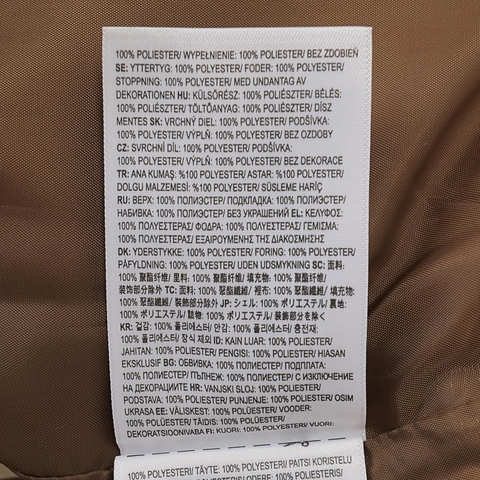 100% POLIESTER/ WYPEŁNIENIE: 100% POLIESTER/ BEZ ZDOBIEŃ
SE: YTTERTYG: 100% POLYESTER/ FODER: 100% POLYESTER/
STOPPNING: 100% POLYESTER/ MED UNDANTAG AV
DEKORATIONEN HU: KÜLSŐRÉSZ: 100% POLIÉSZTER/ BÉLÉS:
100% POLIÉSZTER/ TÖLTŐANYAG: 100% POLIÉSZTER/ DÍSZ
MENTES SK: VRCHNÝ DIEL: 100% POLYESTER/ PODŠÍVKA:
100% POLYESTER/ VÝPLŇ: 100% POLYESTER/ BEZ OZDOBY
CZ: SVRCHNÍ DÍL: 100% POLYESTER/ PODŠÍVKA:
100% POLYESTER/ VÝPLŇ: 100% POLYESTER/ BEZ DEKORACE
TR: ANA KUMAŞ: %100 POLYESTER/ ASTAR: %100 POLYESTER/
DOLGU MALZEMESİ: %100 POLYESTER/ SÜSLEME HARİÇ
RU: ВЕРХ: 100% ПОЛИЭСТЕР/ ПОДКЛАДКА: 100% ПОЛИЭСТЕР/
НАБИВКА: 100% ПОЛИЭСТЕР/ БЕЗ УКРАШЕНИЙ EL: ΚΕΛΥΦΟΣ:
100% ΠΟΛΥΕΣΤΕΡΑΣ/ ΦΟΔΡΑ: 100% ΠΟΛΥΕΣΤΕΡΑΣ/ ΓΕΜΙΣΜΑ:
100% ΠΟΛΥΕΣΤΕΡΑΣ/ ΕΞΑΙΡΟΥΜΕΝΗΣ ΤΗΣ ΔΙΑΚΟΣΜΗΣΗΣ
DK: YDERSTYKKE: 100% POLYESTER/ FORING: 100% POLYESTER/
PÅFYLDNING: 100% POLYESTER/ UDEN UDSMYKNING SC: 面料:
100% 聚酯纤维/ 里料: 100% 聚酯纤维/ 填充物: 100% 聚酯纤维/
装饰部分除外 TC: 面料: 100% 聚酯纖維/ 裡布: 100% 聚酯纖維/ 填充物:
100% 聚酯纖維/ 裝飾部分除外 JP: シェル: 100% ポリエステル/ 裏地:
100% ポリエステル/ 詰物: 100% ポリエステル/ 装飾部分を除く
KR: 겉감: 100% 폴리에스터/ 안감: 100% 폴리에스터/ 충전재:
100% 폴리에스터/ 장식 제외 ID: KAIN LUAR: 100% POLIESTER/
JAHITAN: 100% POLIESTER/ PENGISI: 100% POLIESTER/ HIASAN
EKSKLUSIF BG: ОБВИВКА: 100% ПОЛИЕСТЕР/ ПОДПЛАТА:
100% ПОЛИЕСТЕР/ ПЪЛНЕЖ: 100% ПОЛИЕСТЕР/ С ИЗКЛЮЧЕНИЕ
НА ДЕКОРАЦИИТЕ HR: VANJSKI SLOJ: 100% POLIESTER/
PODSTAVA: 100% POLIESTER/ PUNJENJE: 100% POLIESTER/ OSIM
UKRASA EE: VÄLISKEST: 100% POLÜESTER/ VOODER:
100% POLÜESTER/ TÄIDIS: 100% POLÜESTER/
DEKORATSIOONIVABA FI: KUORI: 100% POLYESTERI/ VUORI:
100% POLYESTERI/ TÄYTE: 100% POLYESTERI/ PAITSI KORISTELU